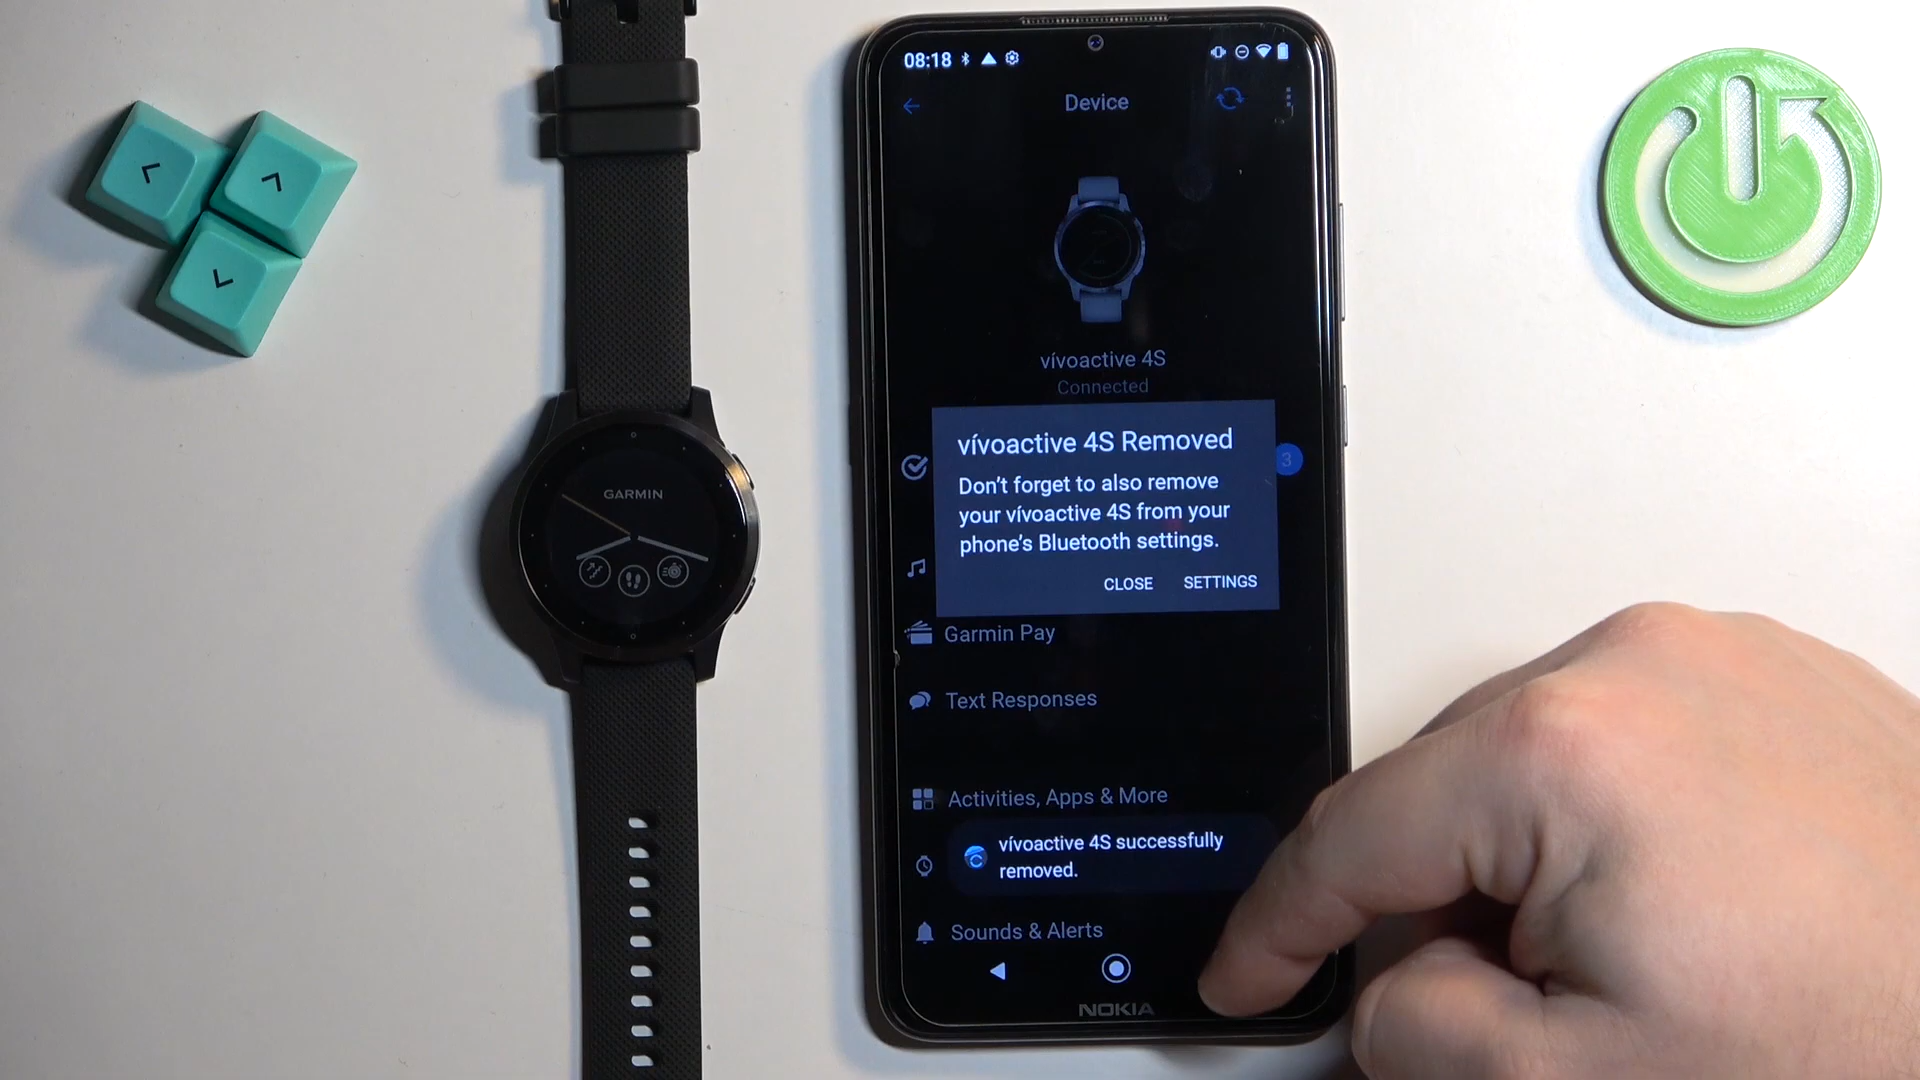 08:18
Device
vívoactive 4S
Connected
vívoactive 4S Removed
Don't forget to also remove
your vívoactive 4S from your
phone's Bluetooth settings.
CLOSE SETTINGS
3
Garmin Pay
Text Responses
Activities, Apps & More
vívoactive 4S successfully
removed.
Sounds & Alerts
NOKIA
GARMIN